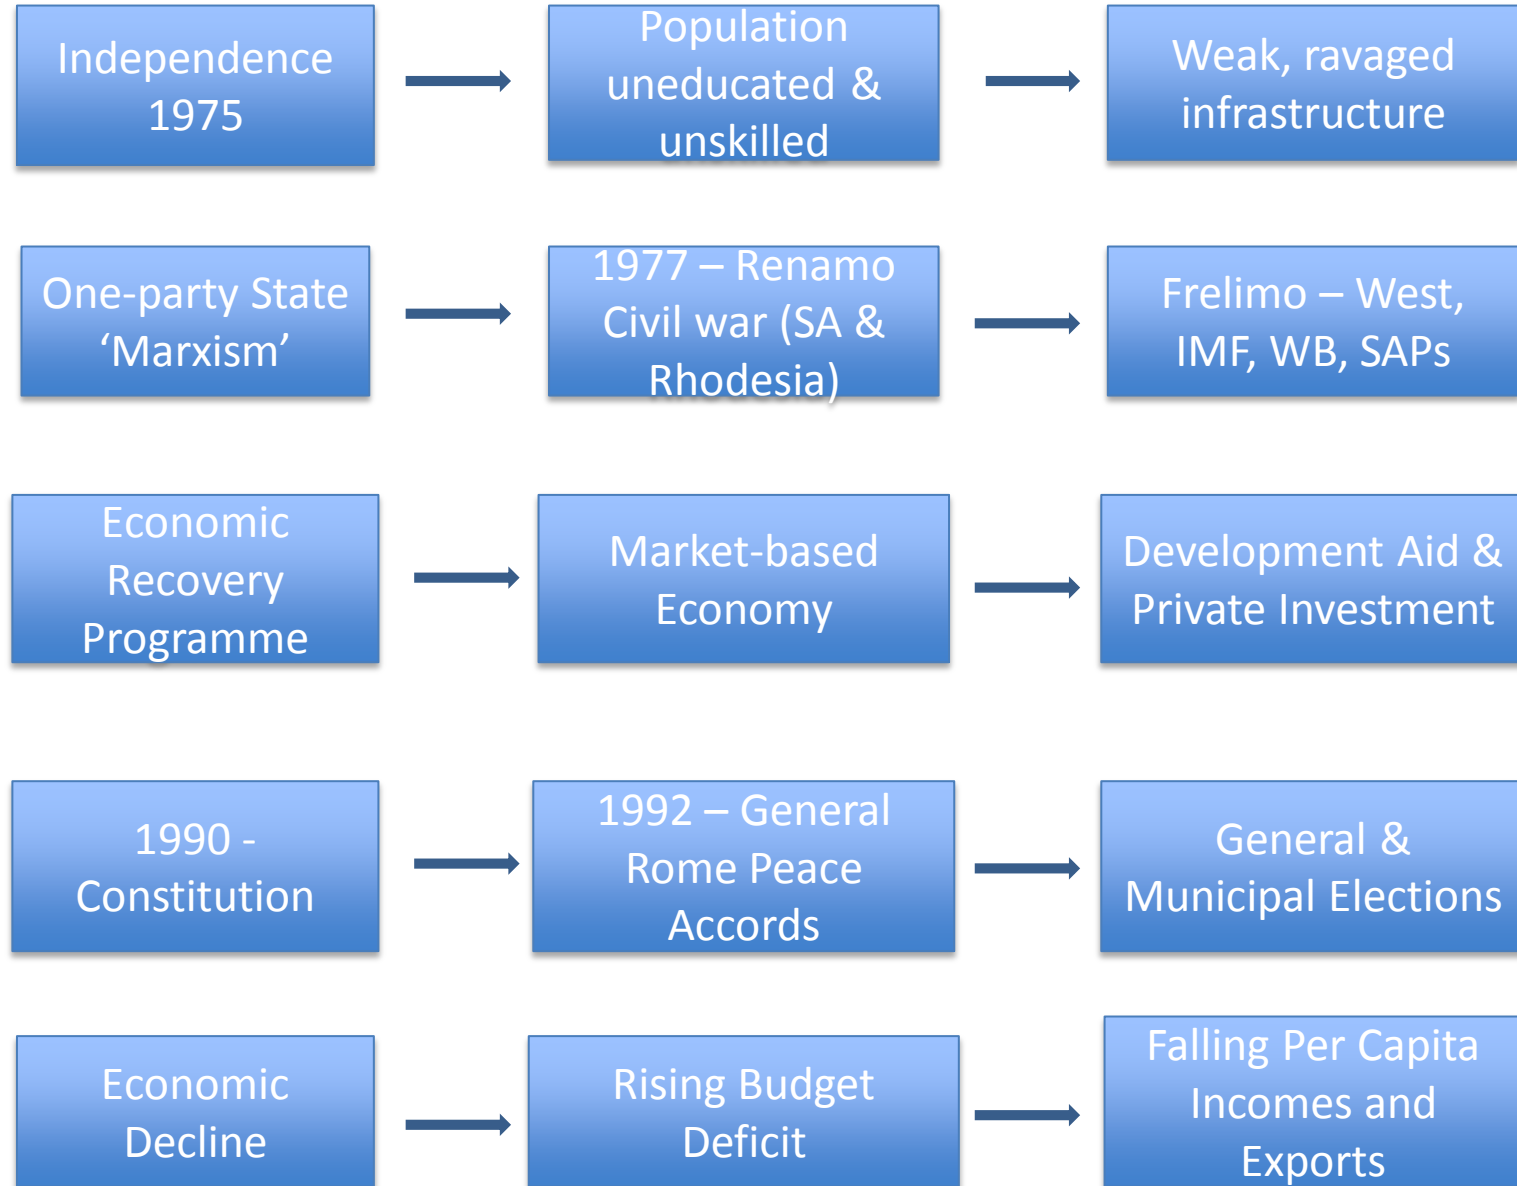 Independence
1975
Population
uneducated &
unskilled
Weak, ravaged
infrastructure
One-party State
‘Marxism’
1977 – Renamo
Civil war (SA &
Rhodesia)
Frelimo – West,
IMF, WB, SAPs
Economic
Recovery
Programme
Market-based
Economy
Development Aid &
Private Investment
1990 -
Constitution
1992 – General
Rome Peace
Accords
General &
Municipal Elections
Economic
Decline
Rising Budget
Deficit
Falling Per Capita
Incomes and
Exports